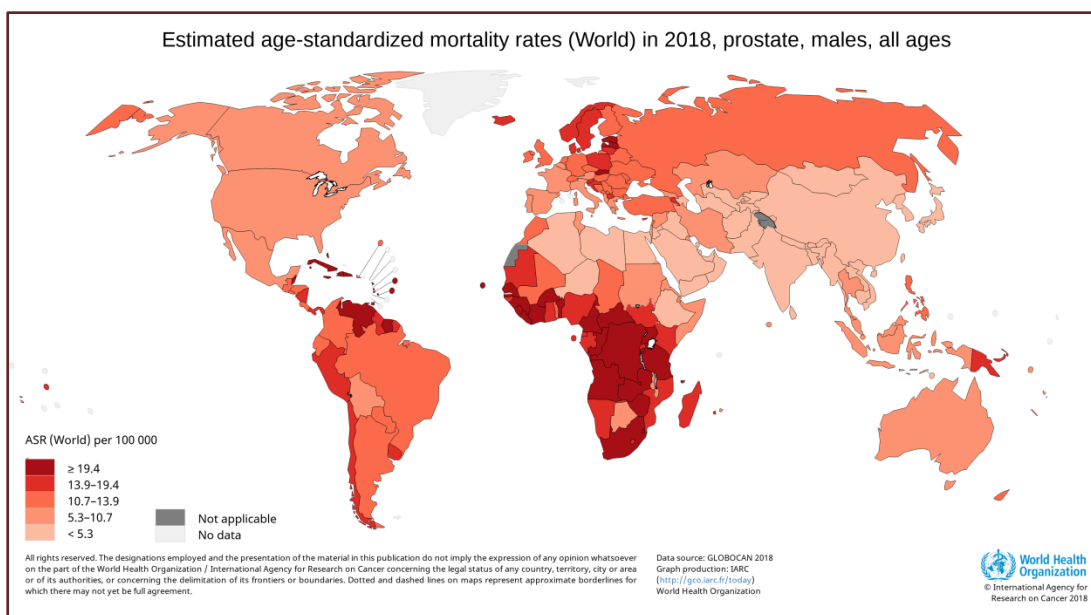 Estimated age-standardized mortality rates (World) in 2018, prostate, males, all ages
ASR (World) per 100 000
≥ 19.4
13.9–19.4
10.7–13.9
5.3–10.7
< 5.3
Not applicable
No data
All rights reserved. The designations employed and the presentation of the material in this publication do not imply the expression of any opinion whatsoever
on the part of the World Health Organization / International Agency for Research on Cancer concerning the legal status of any country, territory, city or area
or of its authorities, or concerning the delimitation of its frontiers or boundaries. Dotted and dashed lines on maps represent approximate borderlines for
which there may not yet be full agreement.
Data source: GLOBOCAN 2018
Graph production: IARC
(http://gco.iarc.fr/today)
World Health Organization
World Health
Organization
© International Agency for
Research on Cancer 2018